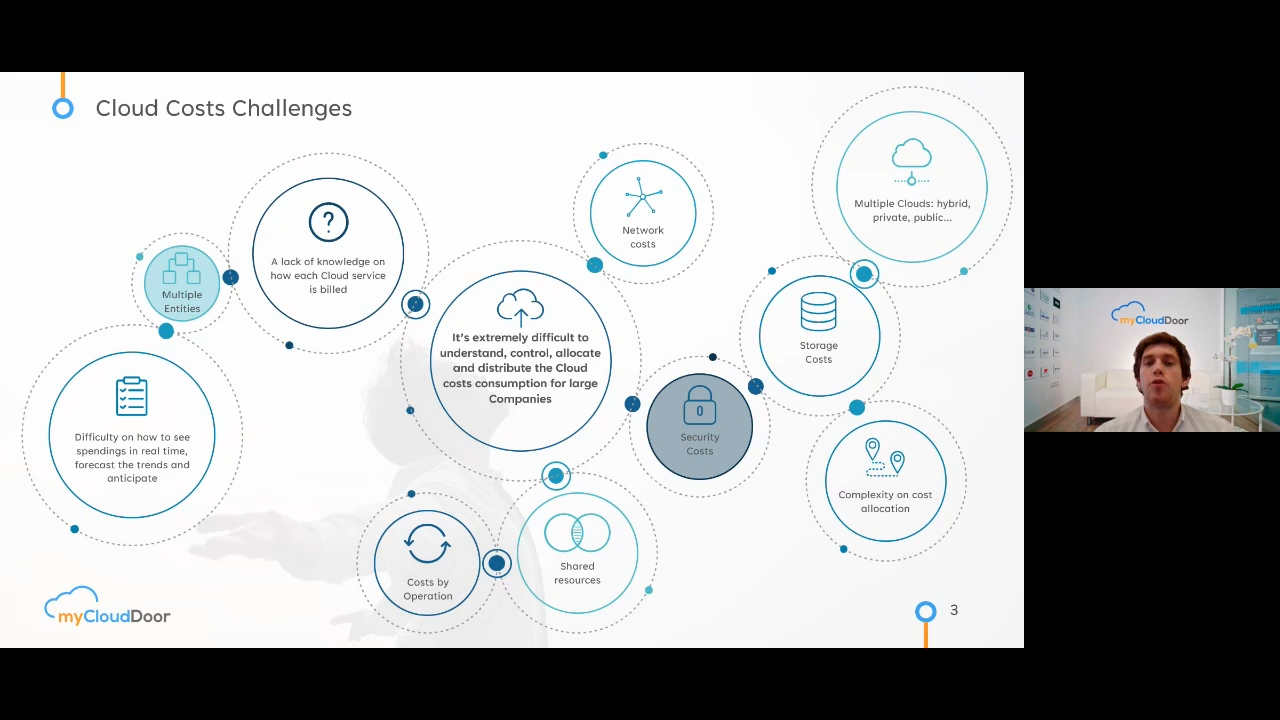 Cloud Costs Challenges
Multiple
Entities
A lack of knowledge on
how each Cloud service
is billed
Network
costs
Multiple Clouds: hybrid,
private, public...
It's extremely difficult to
understand, control, allocate
and distribute the Cloud
costs consumption for large
Companies
Storage
Costs
Security
Costs
Difficulty on how to see
spendings in real time,
forecast the trends and
anticipate
Complexity on cost
allocation
Costs by
Operation
Shared
resources
myCloudDoor
3
myCloudDoor